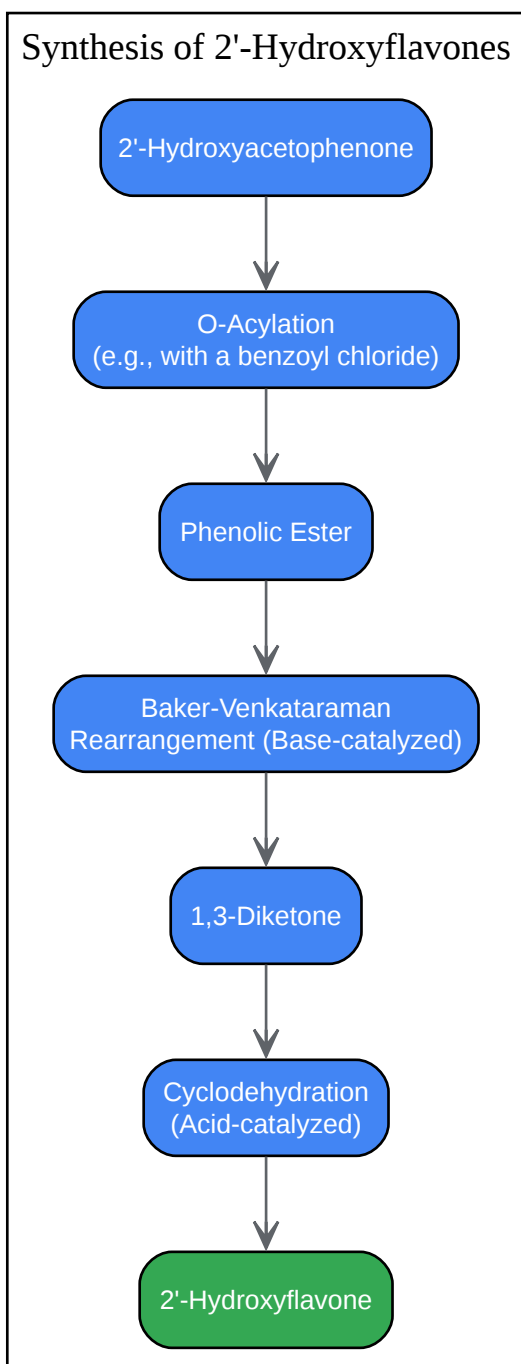 Synthesis of 2'-Hydroxyflavones
2'-Hydroxyacetophenone
O-Acylation
(e.g., with a benzoyl chloride)
Phenolic Ester
Baker-Venkataraman
Rearrangement (Base-catalyzed)
1,3-Diketone
Cyclodehydration
(Acid-catalyzed)
2'-Hydroxyflavone